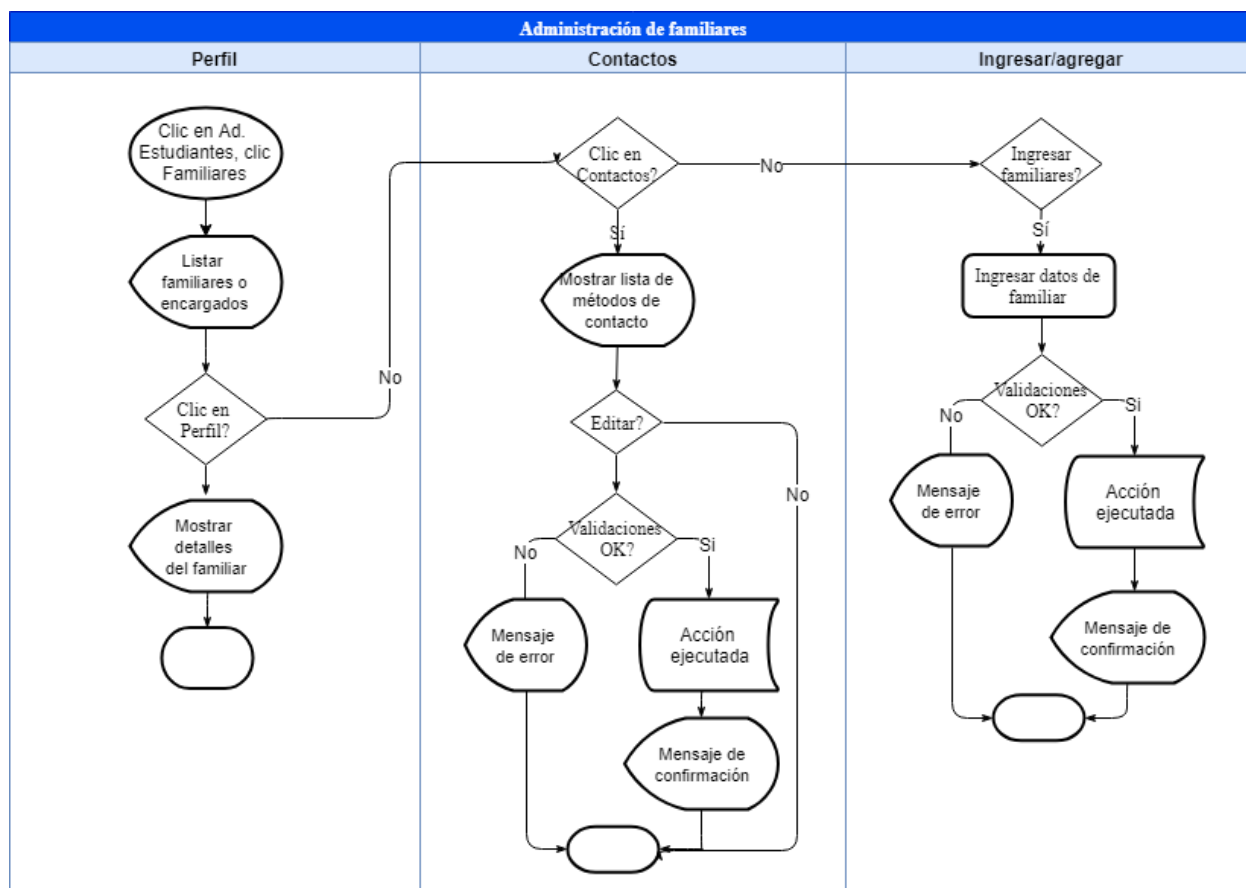 Administración de familiares
Perfil
Contactos
Ingresar/agregar
Clic en Ad.
Estudiantes, clic
Familiares
Listar
familiares o
encargados
Clic en
Perfil?
No
Mostrar
detalles
del familiar
Clic en
Contactos?
No
Sí
Mostrar lista de
métodos de
contacto
Editar?
No
Validaciones
OK?
No
Si
Mensaje
de error
Acción
ejecutada
Mensaje de
confirmación
Ingresar
familiares?
Sí
Ingresar datos de
familiar
Validaciones
OK?
No
Si
Mensaje
de error
Acción
ejecutada
Mensaje de
confirmación